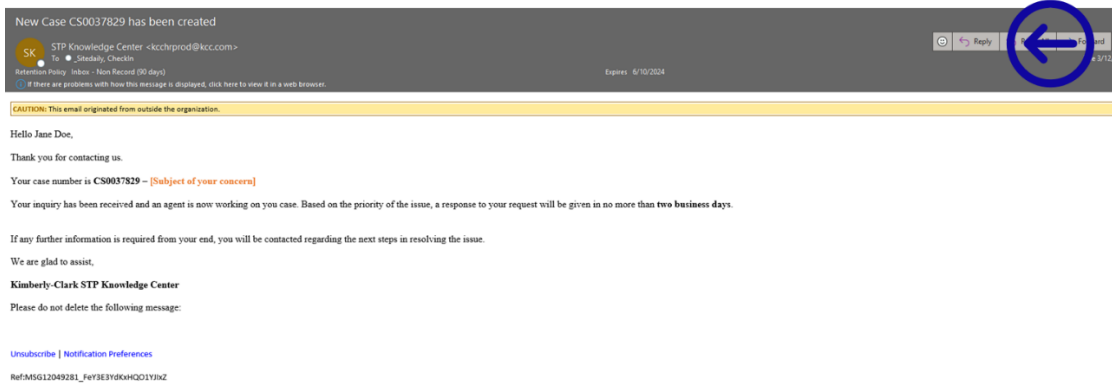 New Case CS0037829 has been created
SK
STP Knowledge Center <kcchrprod@kcc.com>
To _Sitedaily, Checkin
Reply
Retention Policy Inbox - Non Record (90 days)
Expires 6/10/2024
If there are problems with how this message is displayed, click here to view it in a web browser.
CAUTION: This email originated from outside the organization.
Hello Jane Doe,
Thank you for contacting us.
Your case number is CS0037829 – [Subject of your concern]
Your inquiry has been received and an agent is now working on you case. Based on the priority of the issue, a response to your request will be given in no more than two business days.
If any further information is required from your end, you will be contacted regarding the next steps in resolving the issue.
We are glad to assist,
Kimberly-Clark STP Knowledge Center
Please do not delete the following message:
Unsubscribe | Notification Preferences
Ref:MSG12049281_FeY3E3YdKxHQO1YJIxZ